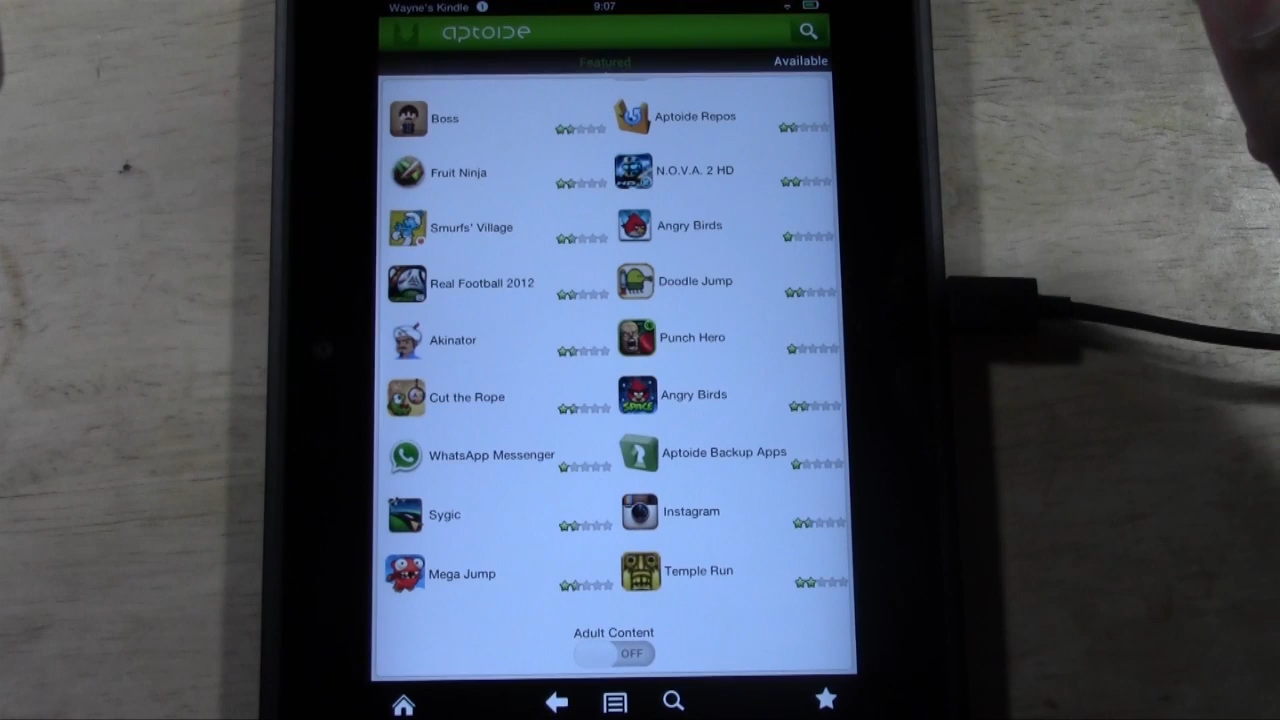 Wayne's Kindle 1 9:07
aptoide
Featured Available
Boss Aptoide Repos
Fruit Ninja N.O.V.A. 2 HD
Smurfs' Village Angry Birds
Real Football 2012 Doodle Jump
Akinator Punch Hero
Cut the Rope Angry Birds
SPACE
WhatsApp Messenger Aptoide Backup Apps
Sygic Instagram
Mega Jump Temple Run
Adult Content
OFF